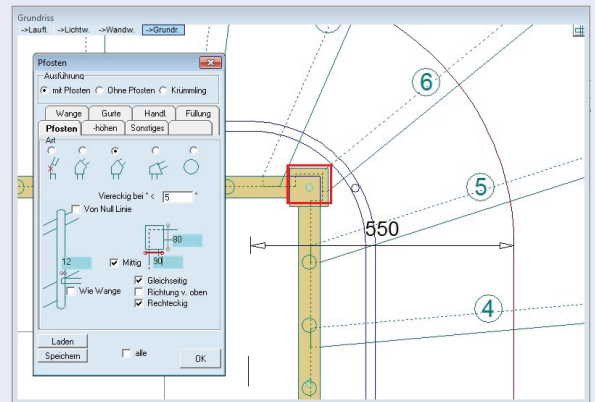 Grundriss
->Laufl. ->Lichtw. ->Wandw. ->Grundr.
Pfosten
Ausführung
mit Pfosten Ohne Pfosten Krümmling
Wange Gurte Handl. Füllung
Pfosten -höhen Sonstiges
Art
Viereckig bei ° < 5 °
Von Null Linie
80
12 Mittig 90
Gleichseitig
Wie Wange Richtung v. oben
Rechteckig
Laden
Speichern alle OK
6
5
550
4